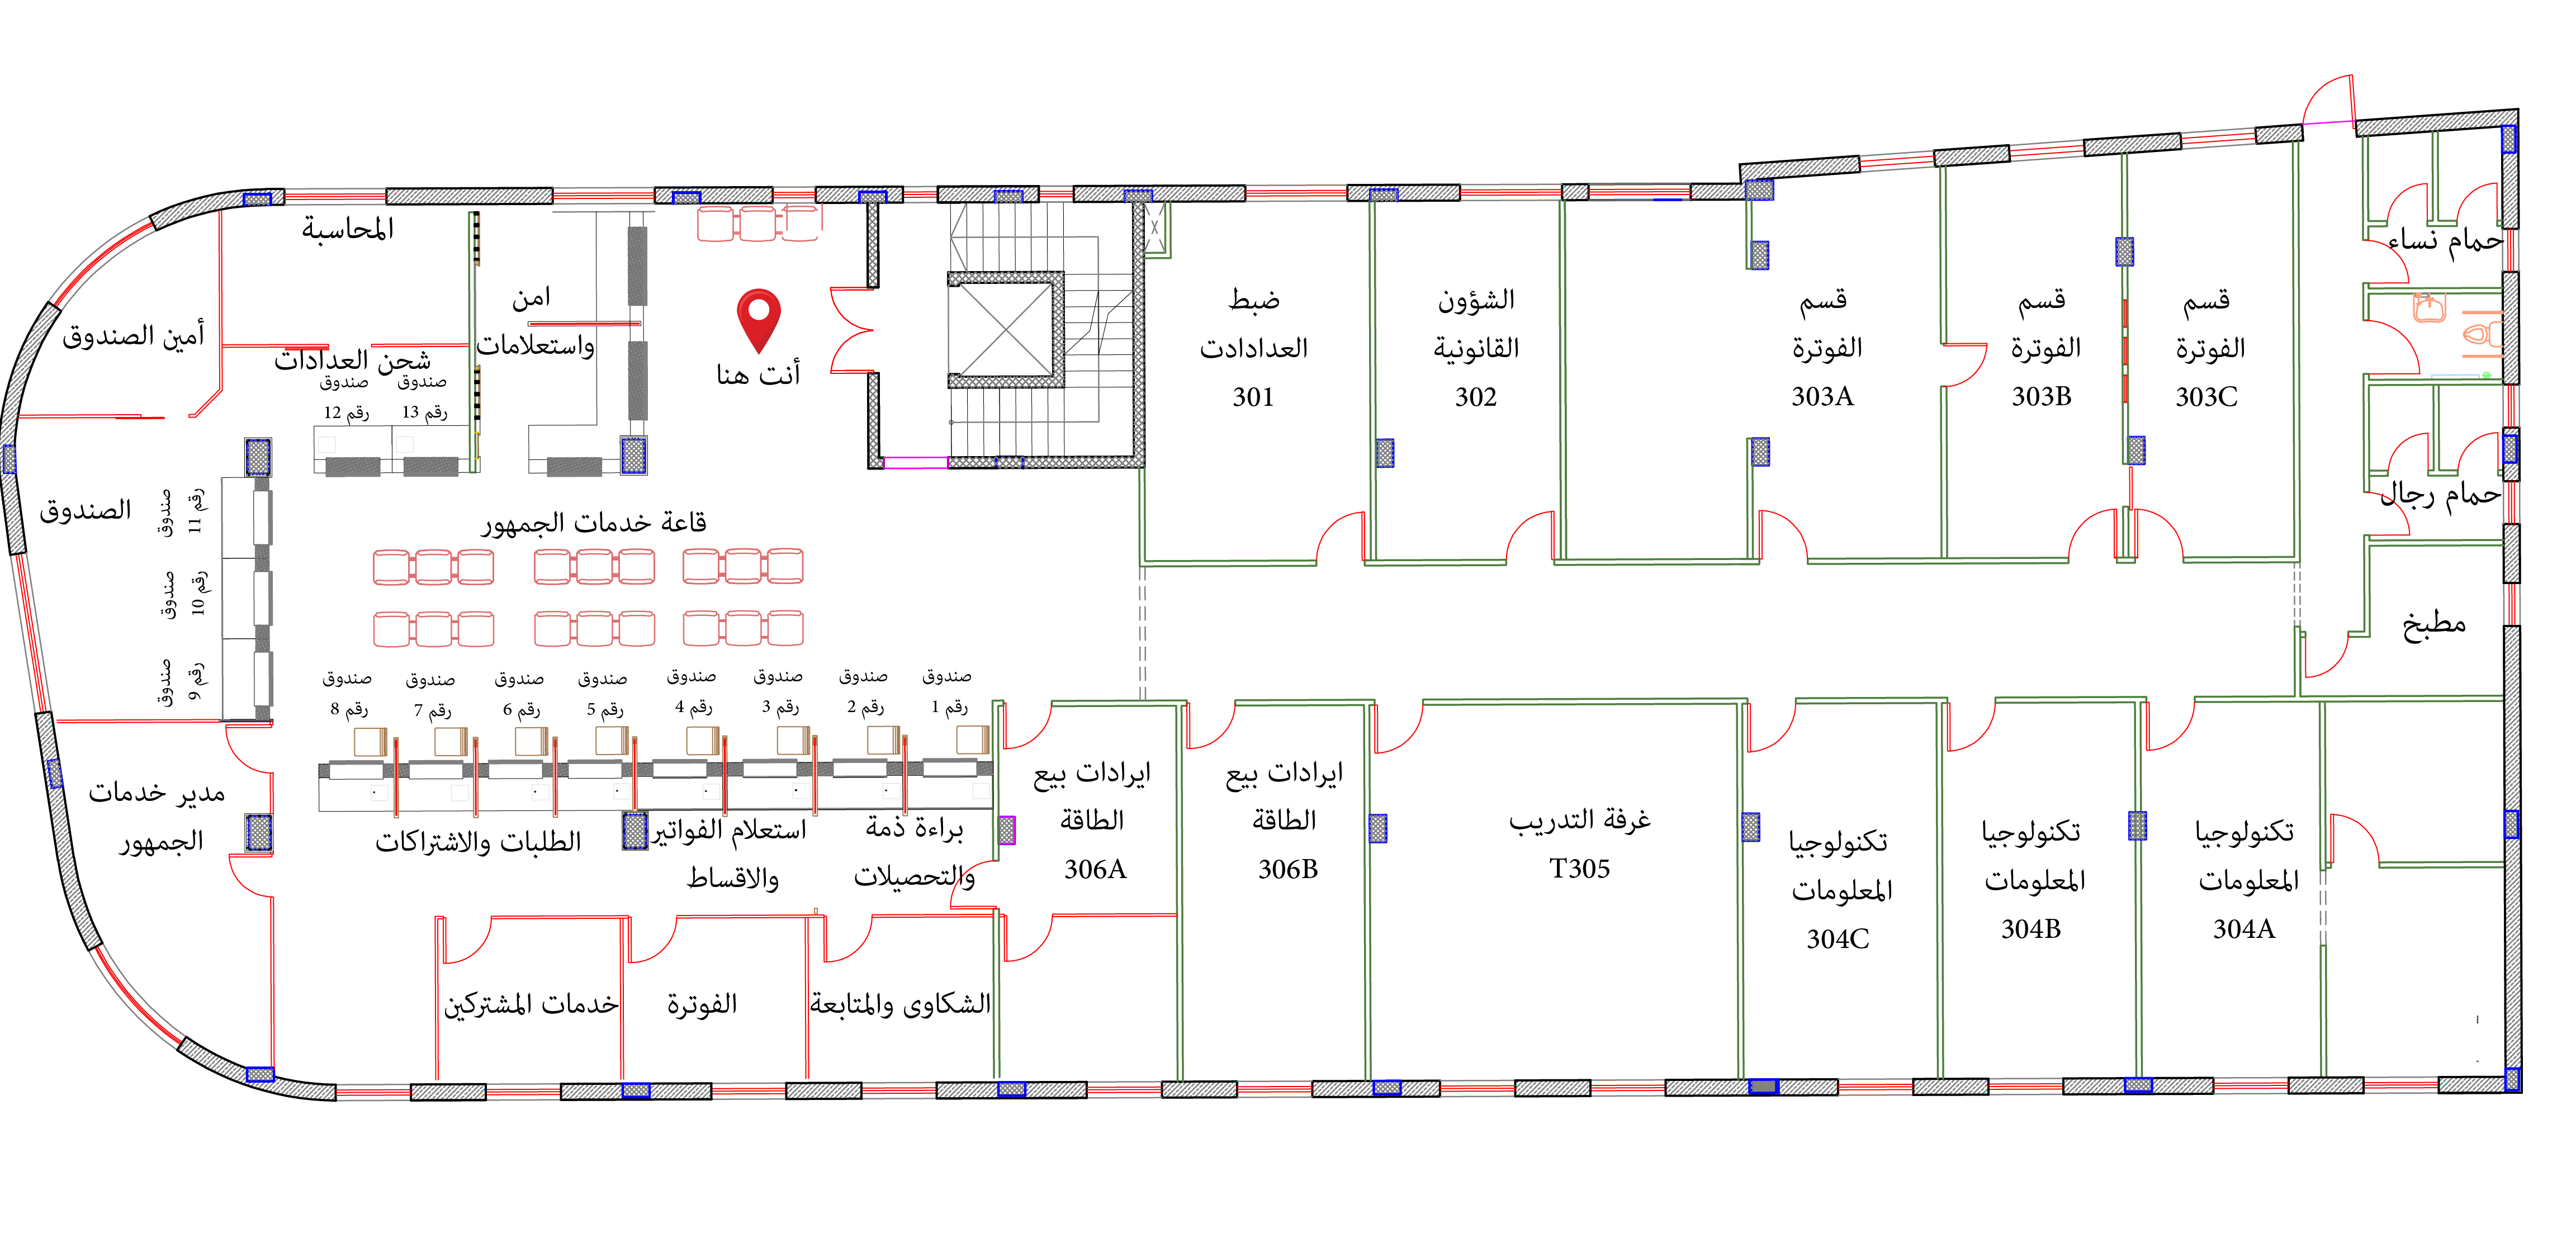 المحاسبة
أمين الصندوق
شحن العدادات
صندوق
رقم 12
صندوق
رقم 13
امن
واستعلامات
أنت هنا
ضبط
العدادادت
301
الشؤون
القانونية
302
قسم
الفوترة
303A
قسم
الفوترة
303B
قسم
الفوترة
303C
حمام نساء
حمام رجال
مطبخ
الصندوق
صندوق
رقم 11
صندوق
رقم 10
صندوق
رقم 9
قاعة خدمات الجمهور
صندوق
رقم 1
صندوق
رقم 2
صندوق
رقم 3
صندوق
رقم 4
صندوق
رقم 5
صندوق
رقم 6
صندوق
رقم 7
صندوق
رقم 8
مدير خدمات
الجمهور
الطلبات والاشتراكات
استعلام الفواتير
والاقساط
براءة ذمة
والتحصيلات
ايرادات بيع
الطاقة
306A
ايرادات بيع
الطاقة
306B
غرفة التدريب
T305
تكنولوجيا
المعلومات
304C
تكنولوجيا
المعلومات
304B
تكنولوجيا
المعلومات
304A
خدمات المشتركين
الفوترة
الشكاوى والمتابعة